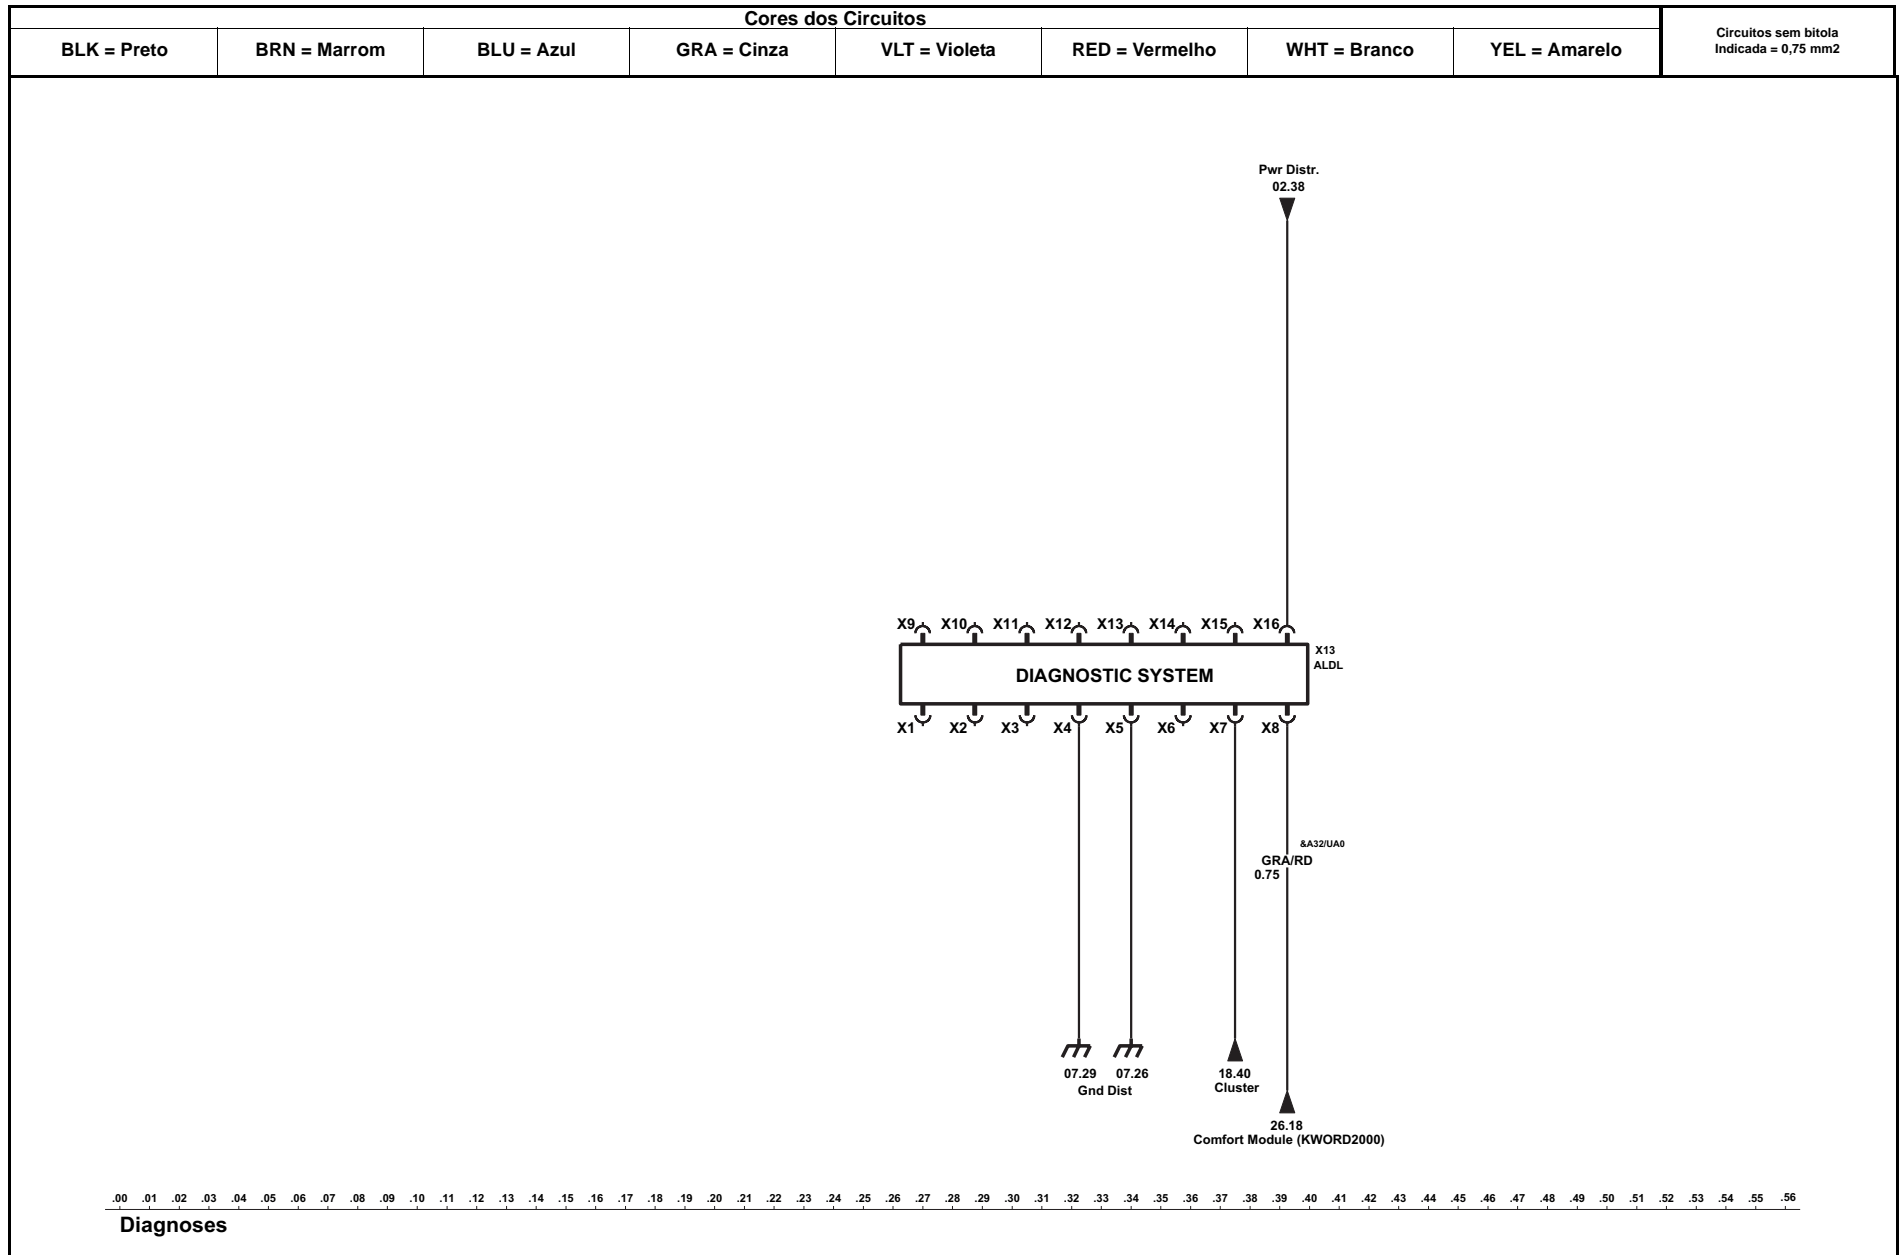 Cores dos Circuitos
BLK = Preto BRN = Marrom BLU = Azul GRA = Cinza VLT = Violeta RED = Vermelho WHT = Branco YEL = Amarelo
Circuitos sem bitola
Indicada = 0,75 mm2
Pwr Distr.
02.38
X9 X10 X11 X12 X13 X14 X15 X16
X13
ALDL
DIAGNOSTIC SYSTEM
X1 X2 X3 X4 X5 X6 X7 X8
&A32/UA0
GRA/RD
0.75
07.29 07.26
Gnd Dist
18.40
Cluster
26.18
Comfort Module (KWORD2000)
.00 .01 .02 .03 .04 .05 .06 .07 .08 .09 .10 .11 .12 .13 .14 .15 .16 .17 .18 .19 .20 .21 .22 .23 .24 .25 .26 .27 .28 .29 .30 .31 .32 .33 .34 .35 .36 .37 .38 .39 .40 .41 .42 .43 .44 .45 .46 .47 .48 .49 .50 .51 .52 .53 .54 .55 .56
Diagnoses